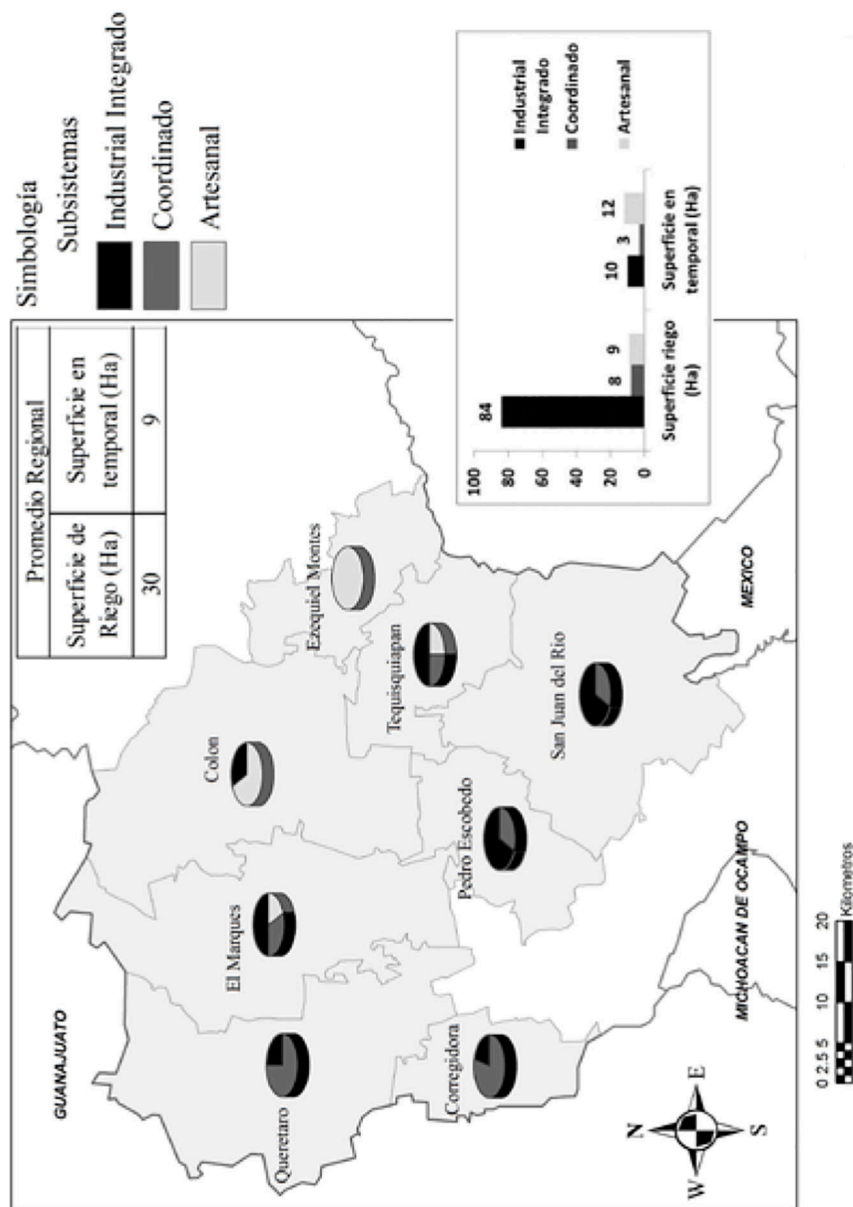 Simbología
Subsistemas
Industrial Integrado
Coordinado
Artesanal
Promedio Regional
Superficie de
Riego (Ha)
Superficie en
temporal (Ha)
30
9
GUANAJUATO
Queretaro
El Marques
Colon
Ezequiel Montes
Tequisquiapan
Corregidora
Pedro Escobedo
San Juan del Rio
MEXICO
MICHOACAN DE OCAMPO
100
80
60
40
20
0
84
8
9
10
3
12
Superficie riego
(Ha)
Superficie en
temporal (Ha)
Industrial
Integrado
Coordinado
Artesanal
N
W
E
S
0 2.5 5 10 15 20
Kilometros